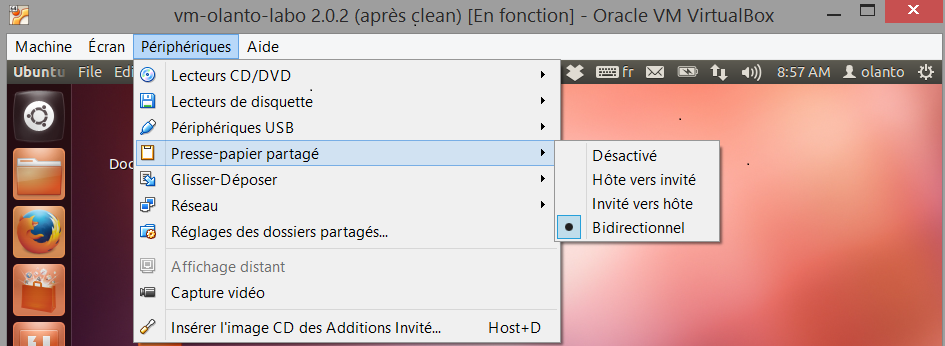 vm-olanto-labo 2.0.2 (après clean) [En fonction] - Oracle VM VirtualBox
Machine Écran Périphériques Aide
Ubuntu File Edi fr 8:57 AM olanto
Lecteurs CD/DVD
Lecteurs de disquette
Périphériques USB
Presse-papier partagé
Désactivé
Hôte vers invité
Invité vers hôte
Bidirectionnel
Doc
Glisser-Déposer
Réseau
Réglages des dossiers partagés...
Affichage distant
Capture vidéo
Insérer l'image CD des Additions Invité... Host+D